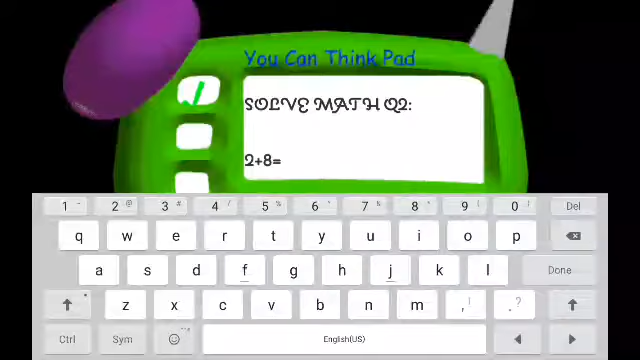 You Can Think Pad
SOLVE MATH Q2:
2+8=
1 - 2 @ 3 # 4 / 5 % 6 ^ 7 & 8 * 9 ( 0 ) Del
q w e r t y u i o p
a s d f g h j k l Done
z x c v b n m , ! . ?
Ctrl Sym English(US)